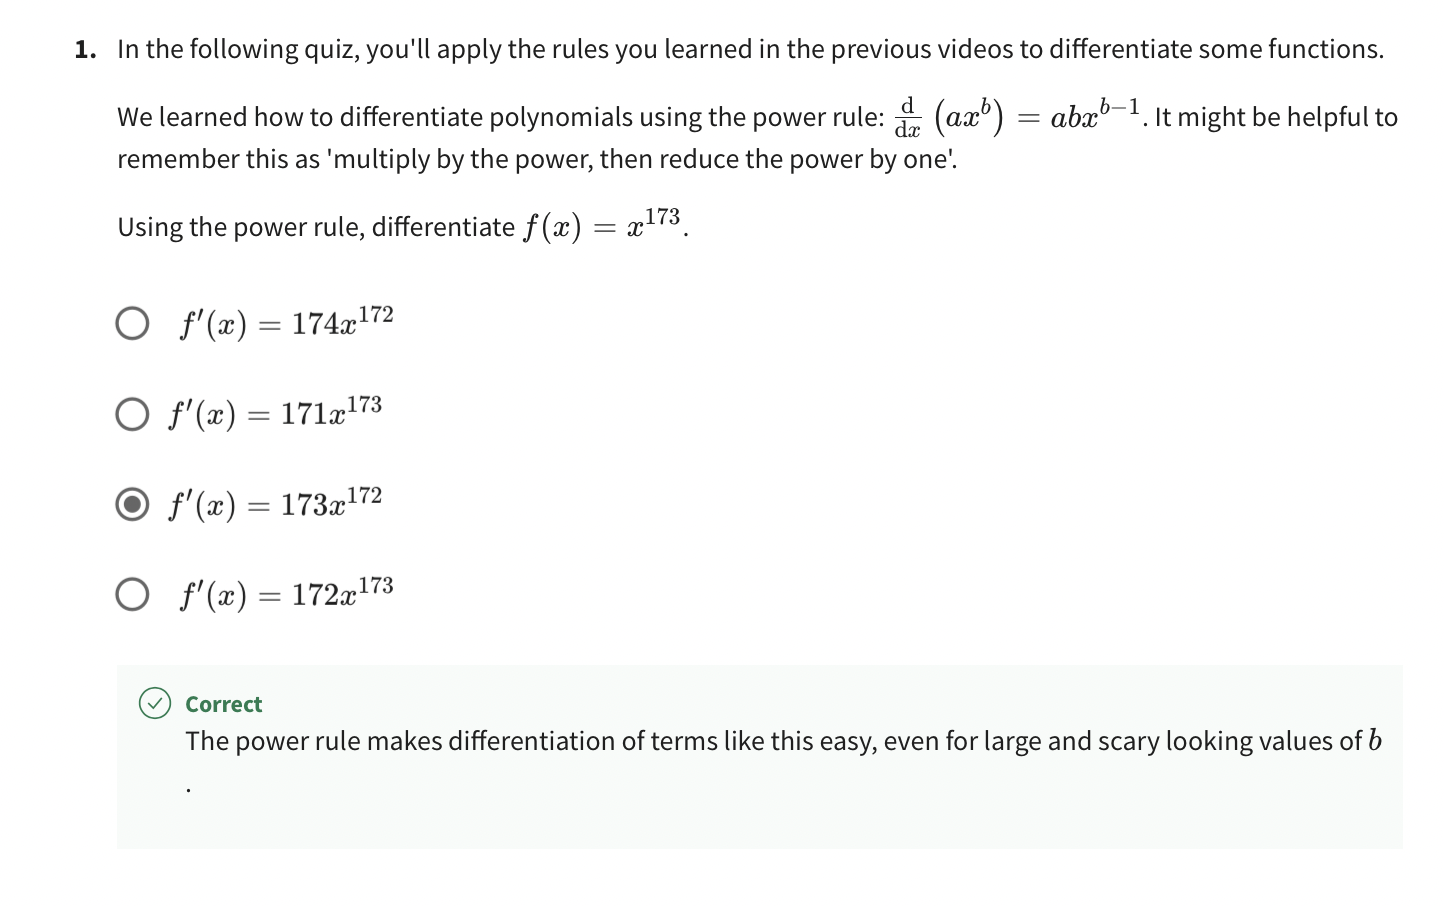 1. In the following quiz, you'll apply the rules you learned in the previous videos to differentiate some functions.
We learned how to differentiate polynomials using the power rule: $\frac{\mathrm{d}}{\mathrm{d}x}\left(ax^b\right) = abx^{b-1}$. It might be helpful to
remember this as 'multiply by the power, then reduce the power by one'.
Using the power rule, differentiate $f(x) = x^{173}$.
$f'(x) = 174x^{172}$
$f'(x) = 171x^{173}$
$f'(x) = 173x^{172}$
$f'(x) = 172x^{173}$
Correct
The power rule makes differentiation of terms like this easy, even for large and scary looking values of $b$
.